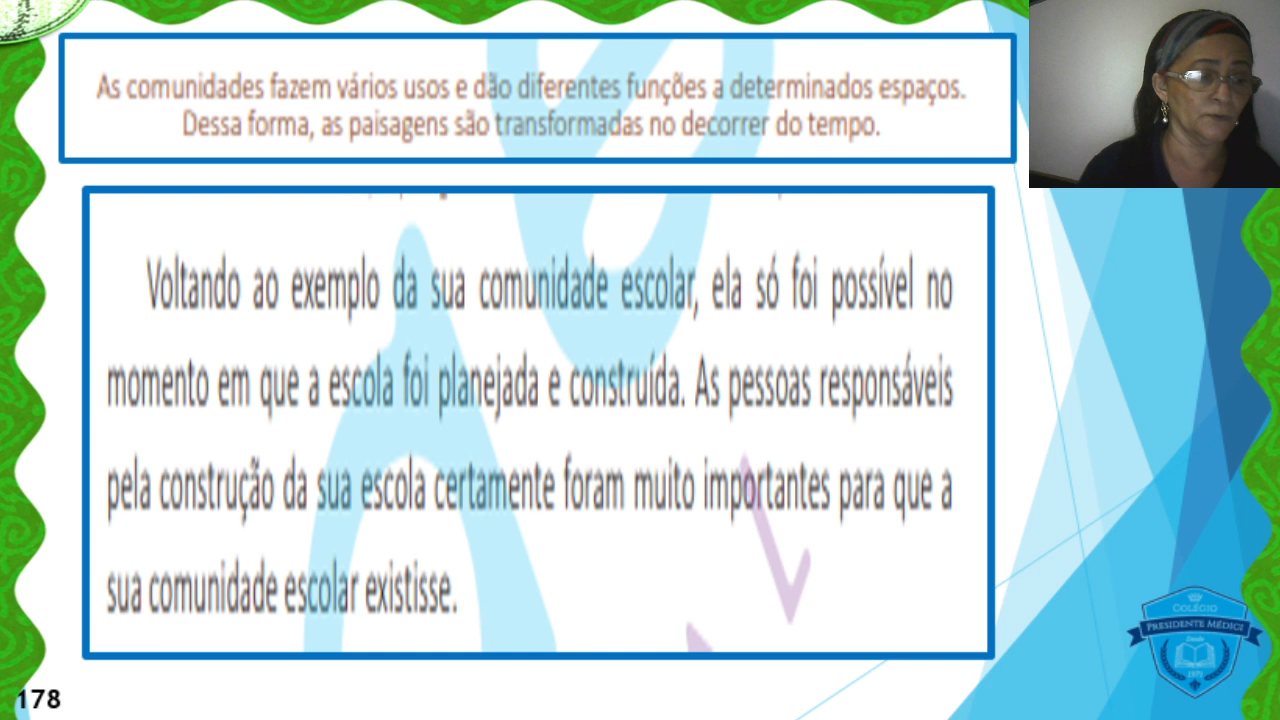 As comunidades fazem vários usos e dão diferentes funções a determinados espaços.
Dessa forma, as paisagens são transformadas no decorrer do tempo.
Voltando ao exemplo da sua comunidade escolar, ela só foi possível no
momento em que a escola foi planejada e construída. As pessoas responsáveis
pela construção da sua escola certamente foram muito importantes para que a
sua comunidade escolar existisse.
178
COLÉGIO
PRESIDENTE MÉDICI